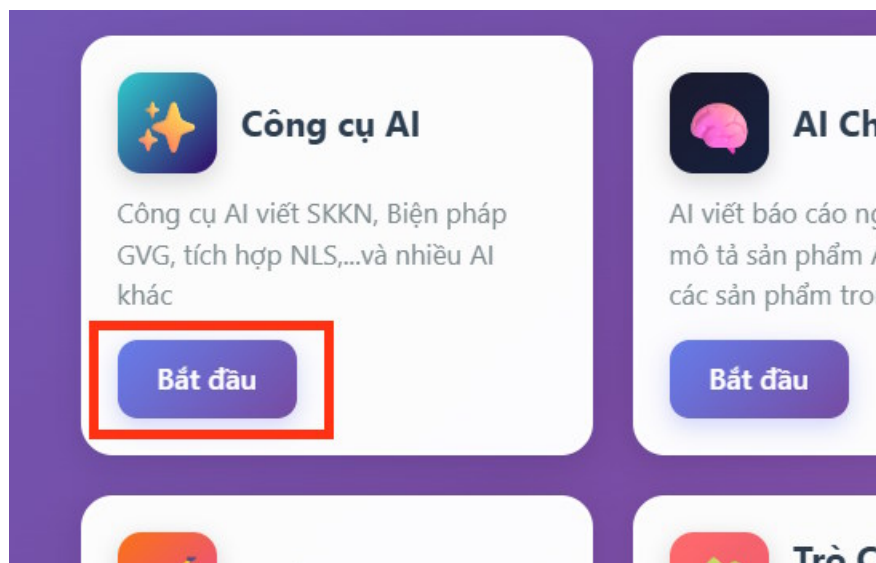 Công cụ AI
Công cụ AI viết SKKN, Biện pháp
GVG, tích hợp NLS,...và nhiều AI
khác
Bắt đầu
AI Ch
AI viết báo cáo ng
mô tả sản phẩm A
các sản phẩm tro
Bắt đầu
Trò C